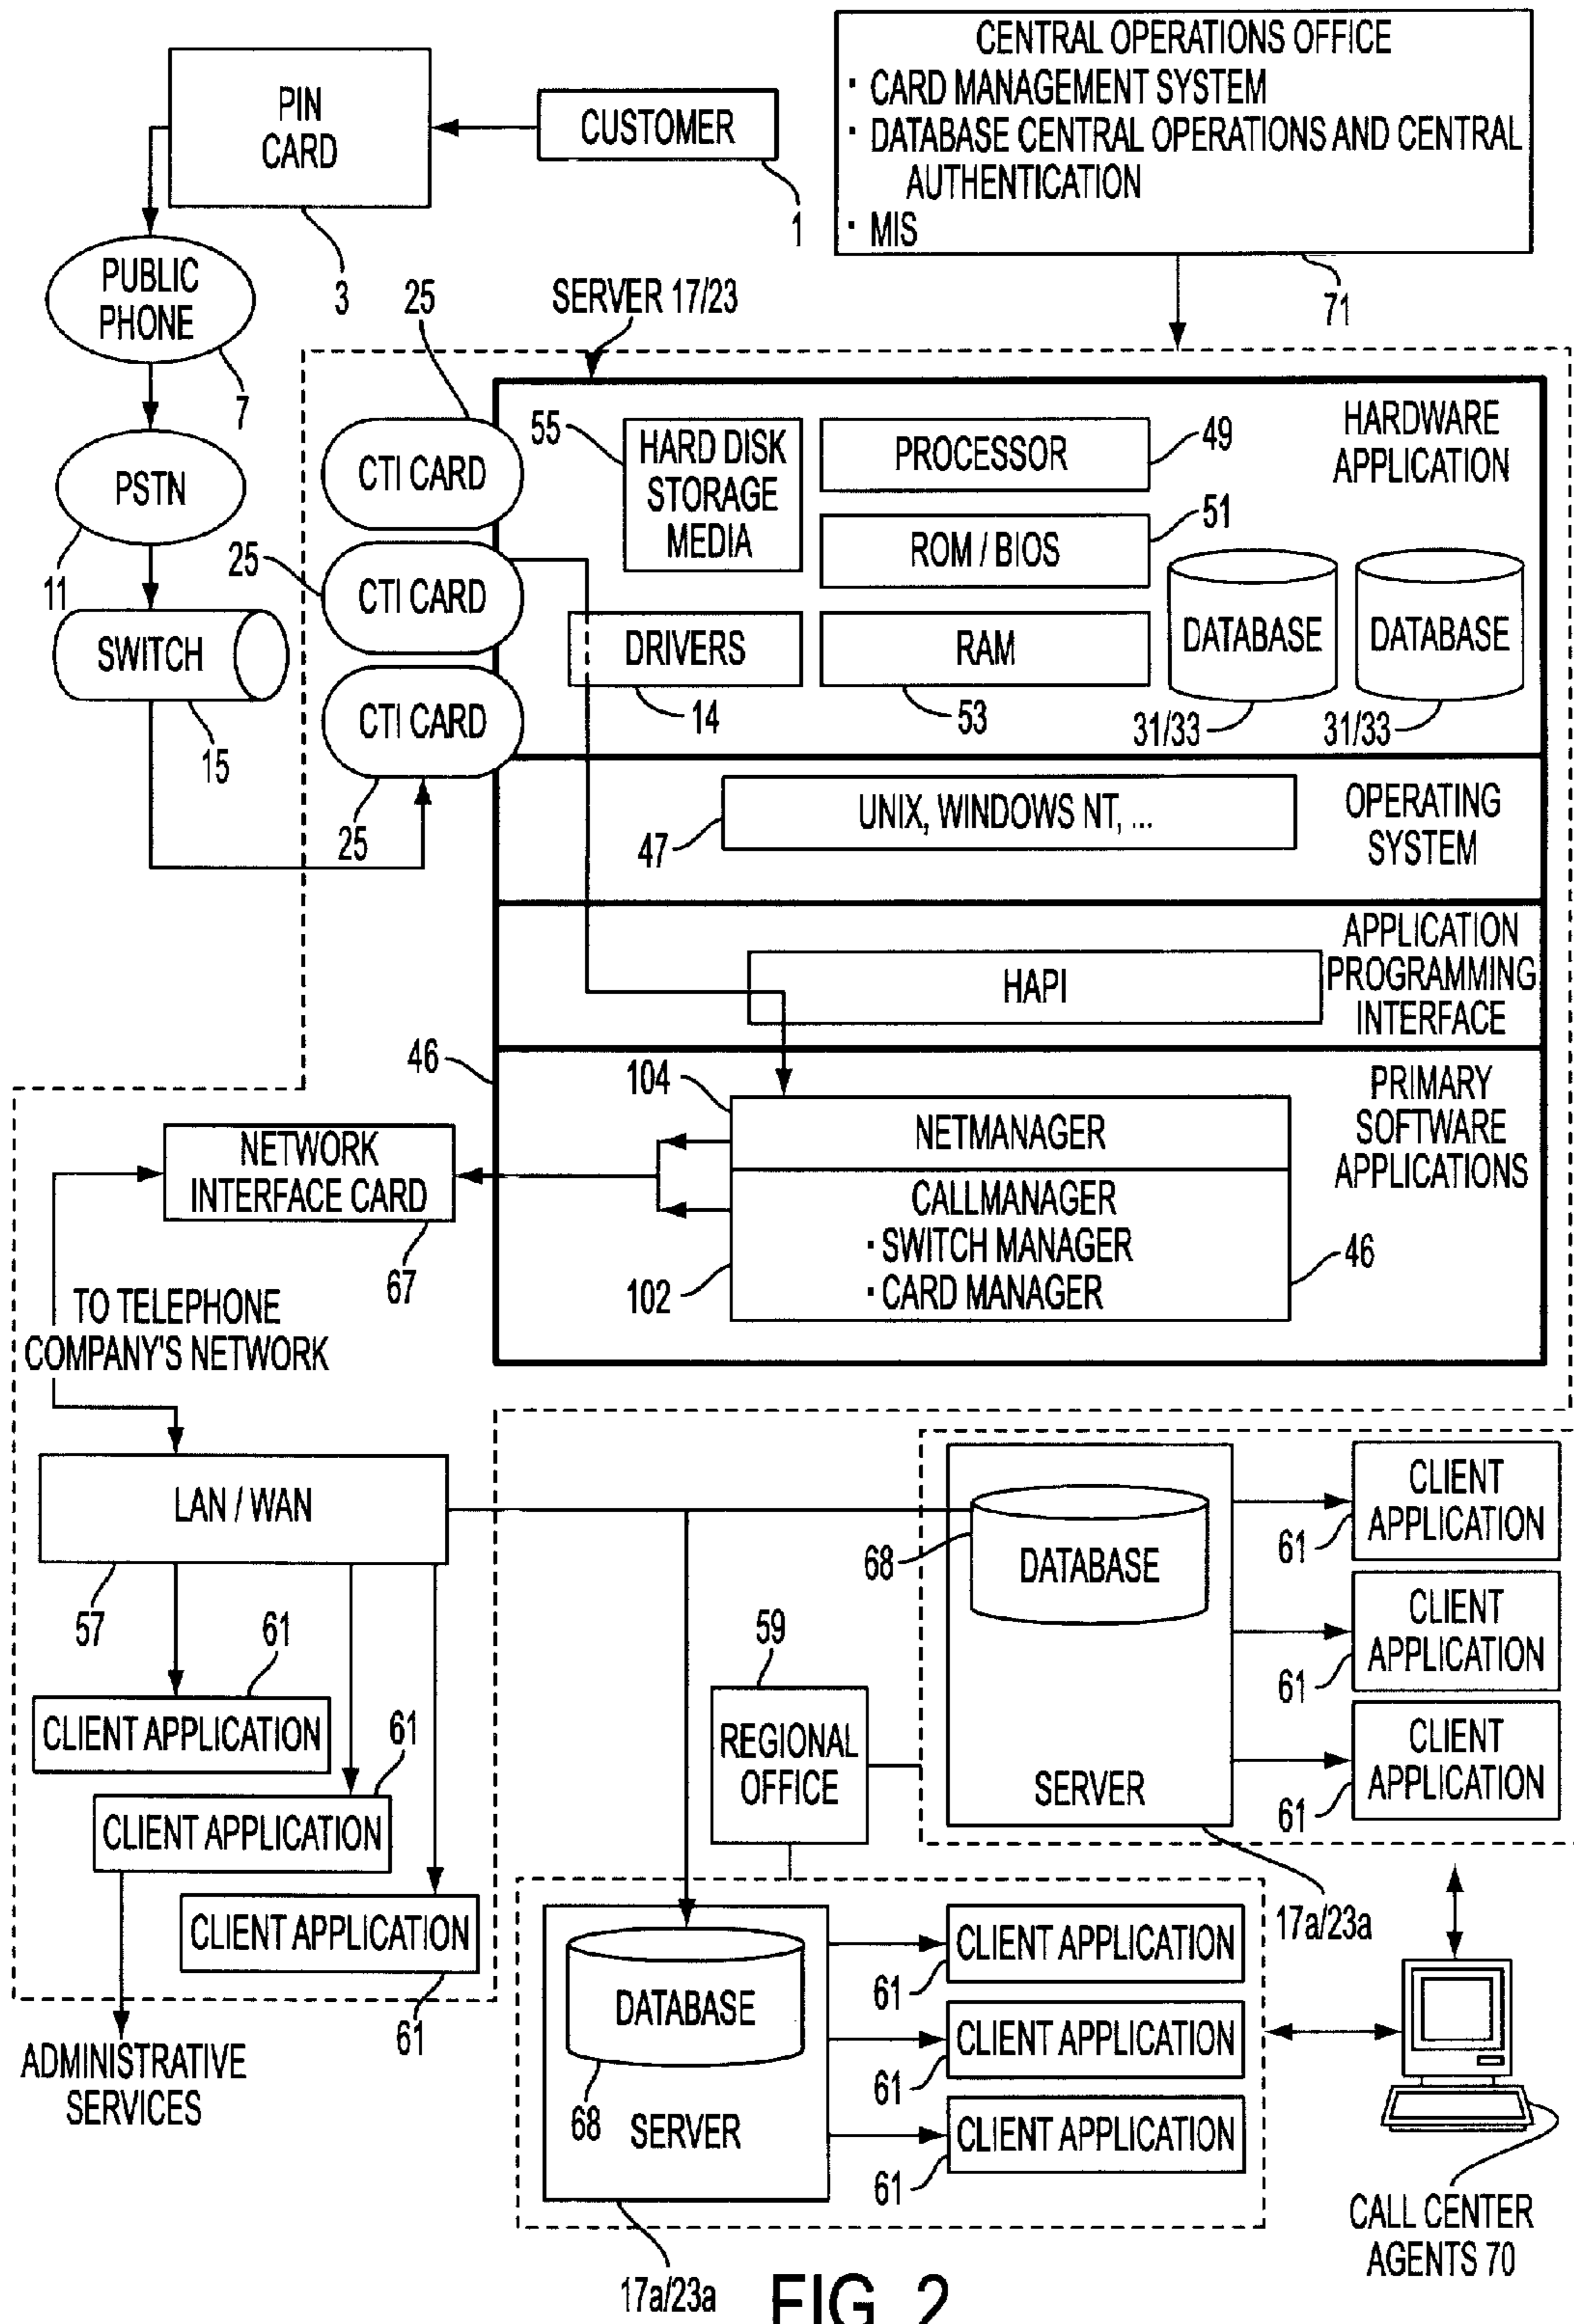 CENTRAL OPERATIONS OFFICE
· CARD MANAGEMENT SYSTEM
· DATABASE CENTRAL OPERATIONS AND CENTRAL
AUTHENTICATION
· MIS
71
PIN
CARD
3
CUSTOMER
1
PUBLIC
PHONE
7
PSTN
11
SWITCH
15
SERVER 17/23
25
CTI CARD
25
CTI CARD
CTI CARD
25
HARDWARE
APPLICATION
55
HARD DISK
STORAGE
MEDIA
PROCESSOR
49
ROM / BIOS
51
DRIVERS
14
RAM
53
DATABASE
31/33
DATABASE
31/33
UNIX, WINDOWS NT, ...
47
OPERATING
SYSTEM
HAPI
APPLICATION
PROGRAMMING
INTERFACE
46
104
NETMANAGER
CALLMANAGER
· SWITCH MANAGER
· CARD MANAGER
102
46
PRIMARY
SOFTWARE
APPLICATIONS
NETWORK
INTERFACE CARD
67
TO TELEPHONE
COMPANY'S NETWORK
LAN / WAN
57
61
CLIENT APPLICATION
61
CLIENT APPLICATION
CLIENT APPLICATION
61
ADMINISTRATIVE
SERVICES
68
DATABASE
SERVER
17a/23a
CLIENT
APPLICATION
61
CLIENT
APPLICATION
61
CLIENT
APPLICATION
61
59
REGIONAL
OFFICE
DATABASE
68
SERVER
17a/23a
CLIENT APPLICATION
61
CLIENT APPLICATION
61
CLIENT APPLICATION
61
CALL CENTER
AGENTS 70
FIG. 2